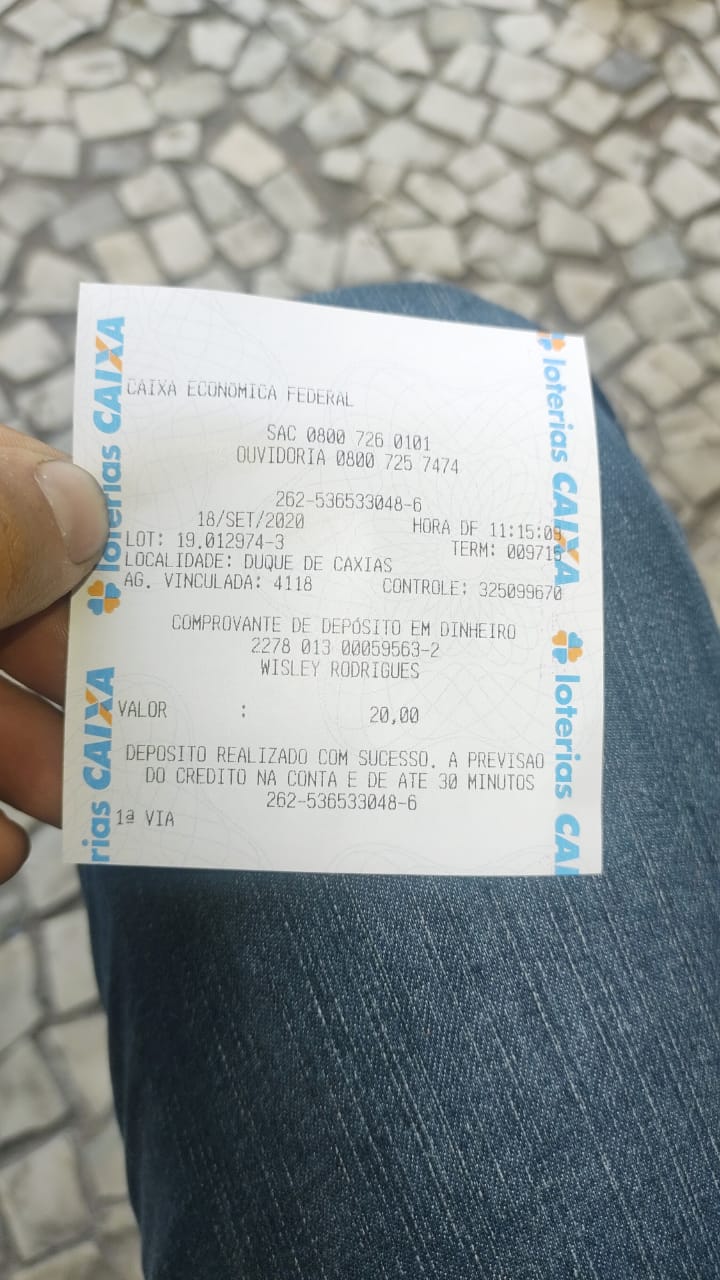 CAIXA ECONOMICA FEDERAL
SAC 0800 726 0101
OUVIDORIA 0800 725 7474
262-536533048-6
18/SET/2020 HORA DF 11:15:09
LOT: 19.012974-3 TERM: 009716
LOCALIDADE: DUQUE DE CAXIAS
AG. VINCULADA: 4118 CONTROLE: 325099670
COMPROVANTE DE DEPÓSITO EM DINHEIRO
2278 013 00059563-2
WISLEY RODRIGUES
VALOR : 20,00
DEPOSITO REALIZADO COM SUCESSO. A PREVISAO
DO CREDITO NA CONTA E DE ATE 30 MINUTOS
262-536533048-6
1ª VIA
loterias CAIXA
rias CAIXA
loterias CAIXA
loterias CAI